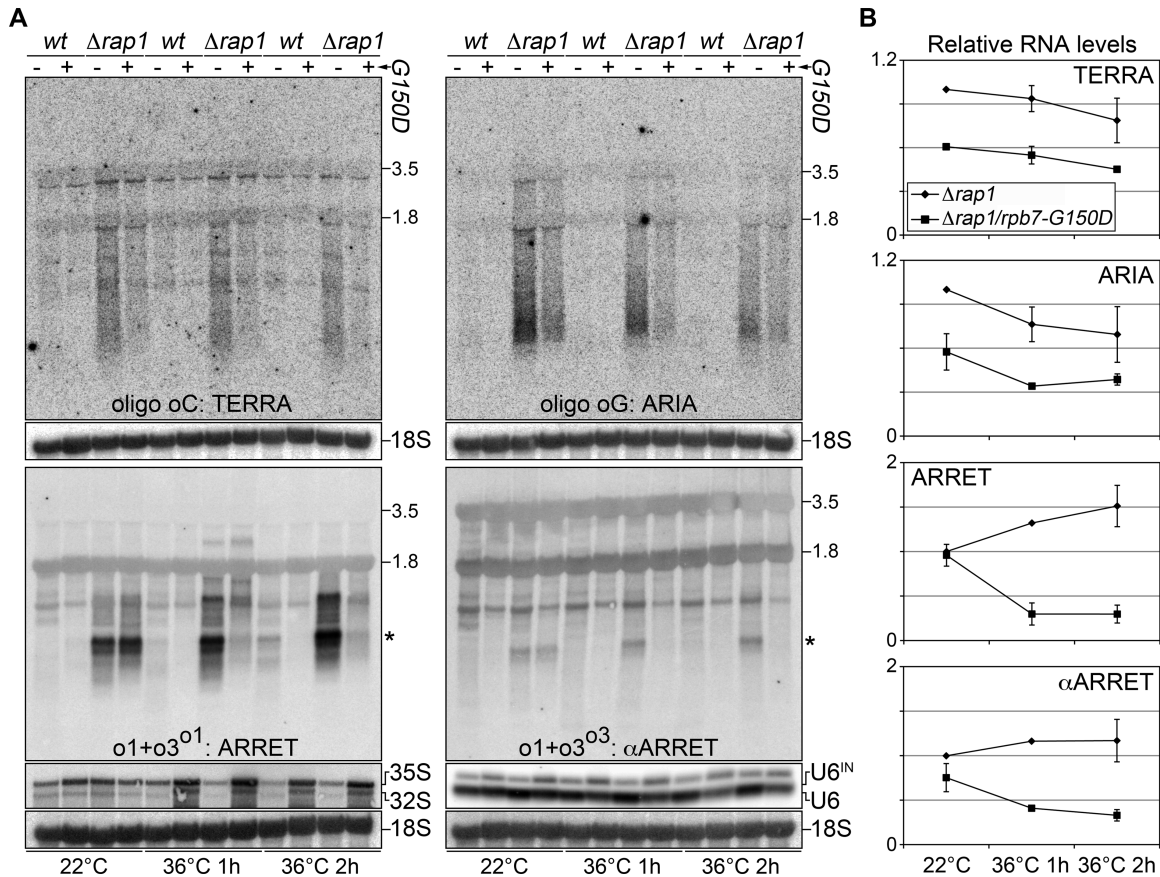 A
wt Δrap1 wt Δrap1 wt Δrap1
- + - + - + - + - + - + G150D
3.5
1.8
oligo oC: TERRA
18S
3.5
1.8
*
o1+o3o1: ARRET
35S
32S
18S
22°C 36°C 1h 36°C 2h
wt Δrap1 wt Δrap1 wt Δrap1
- + - + - + - + - + - + G150D
3.5
1.8
oligo oG: ARIA
18S
3.5
1.8
*
o1+o3o3: αARRET
U6IN
U6
18S
22°C 36°C 1h 36°C 2h
B
Relative RNA levels
1.2
TERRA
Δrap1
Δrap1/rpb7-G150D
0
1.2
ARIA
0
2
ARRET
0
2
αARRET
0
22°C 36°C 1h 36°C 2h